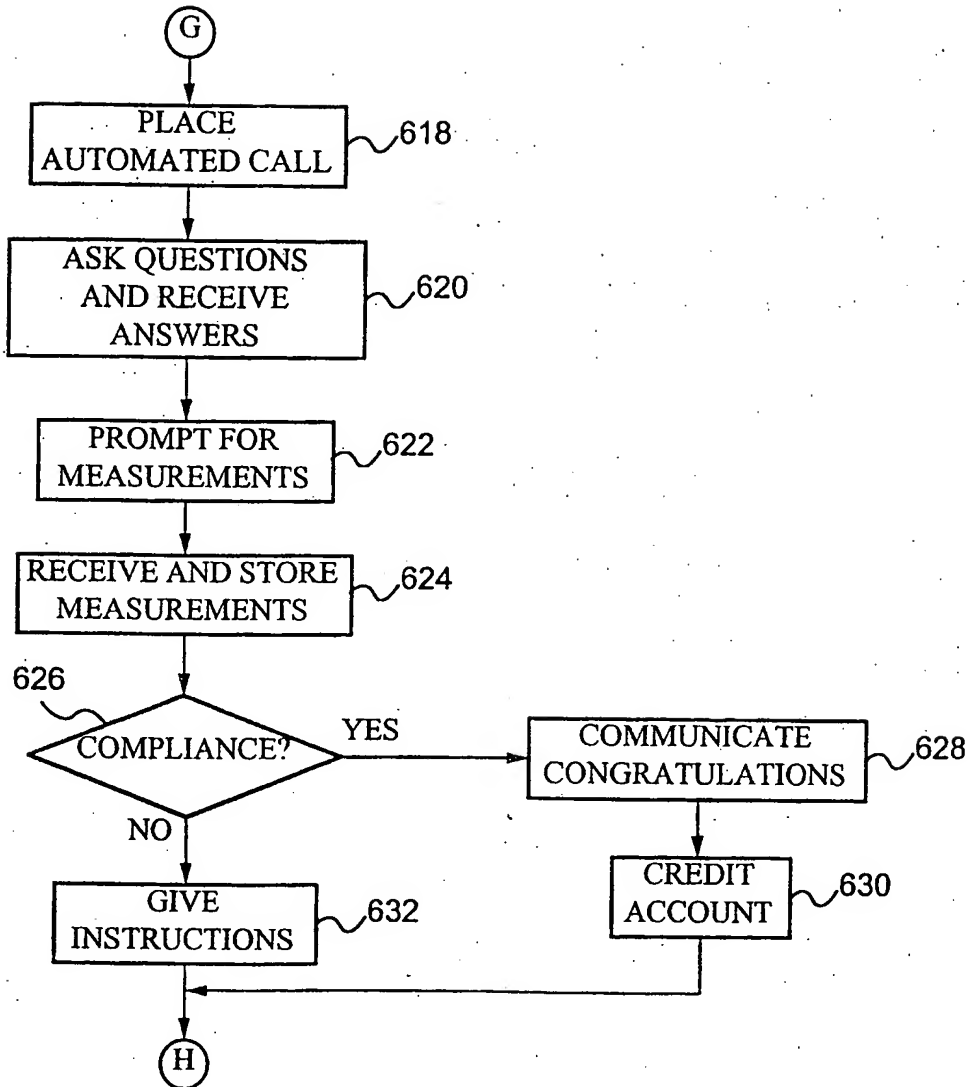 G
PLACE
AUTOMATED CALL
618
ASK QUESTIONS
AND RECEIVE
ANSWERS
620
PROMPT FOR
MEASUREMENTS
622
RECEIVE AND STORE
MEASUREMENTS
624
626
COMPLIANCE?
YES
COMMUNICATE
CONGRATULATIONS
628
NO
GIVE
INSTRUCTIONS
632
CREDIT
ACCOUNT
630
H